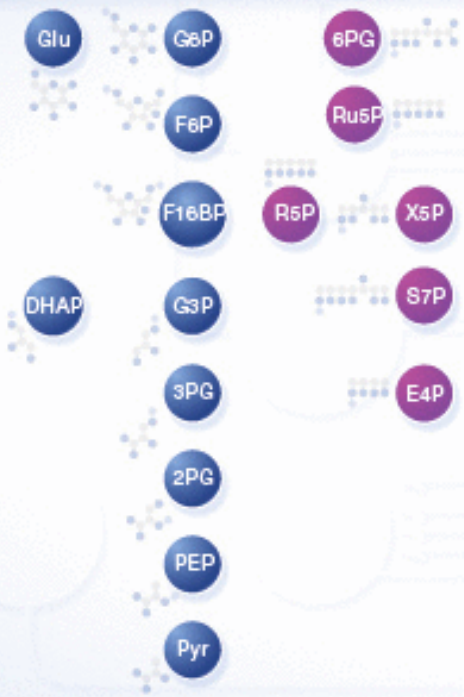 Glu
G6P
6PG
F6P
Ru5P
F16BP
R5P
X5P
DHAP
G3P
S7P
3PG
E4P
2PG
PEP
Pyr